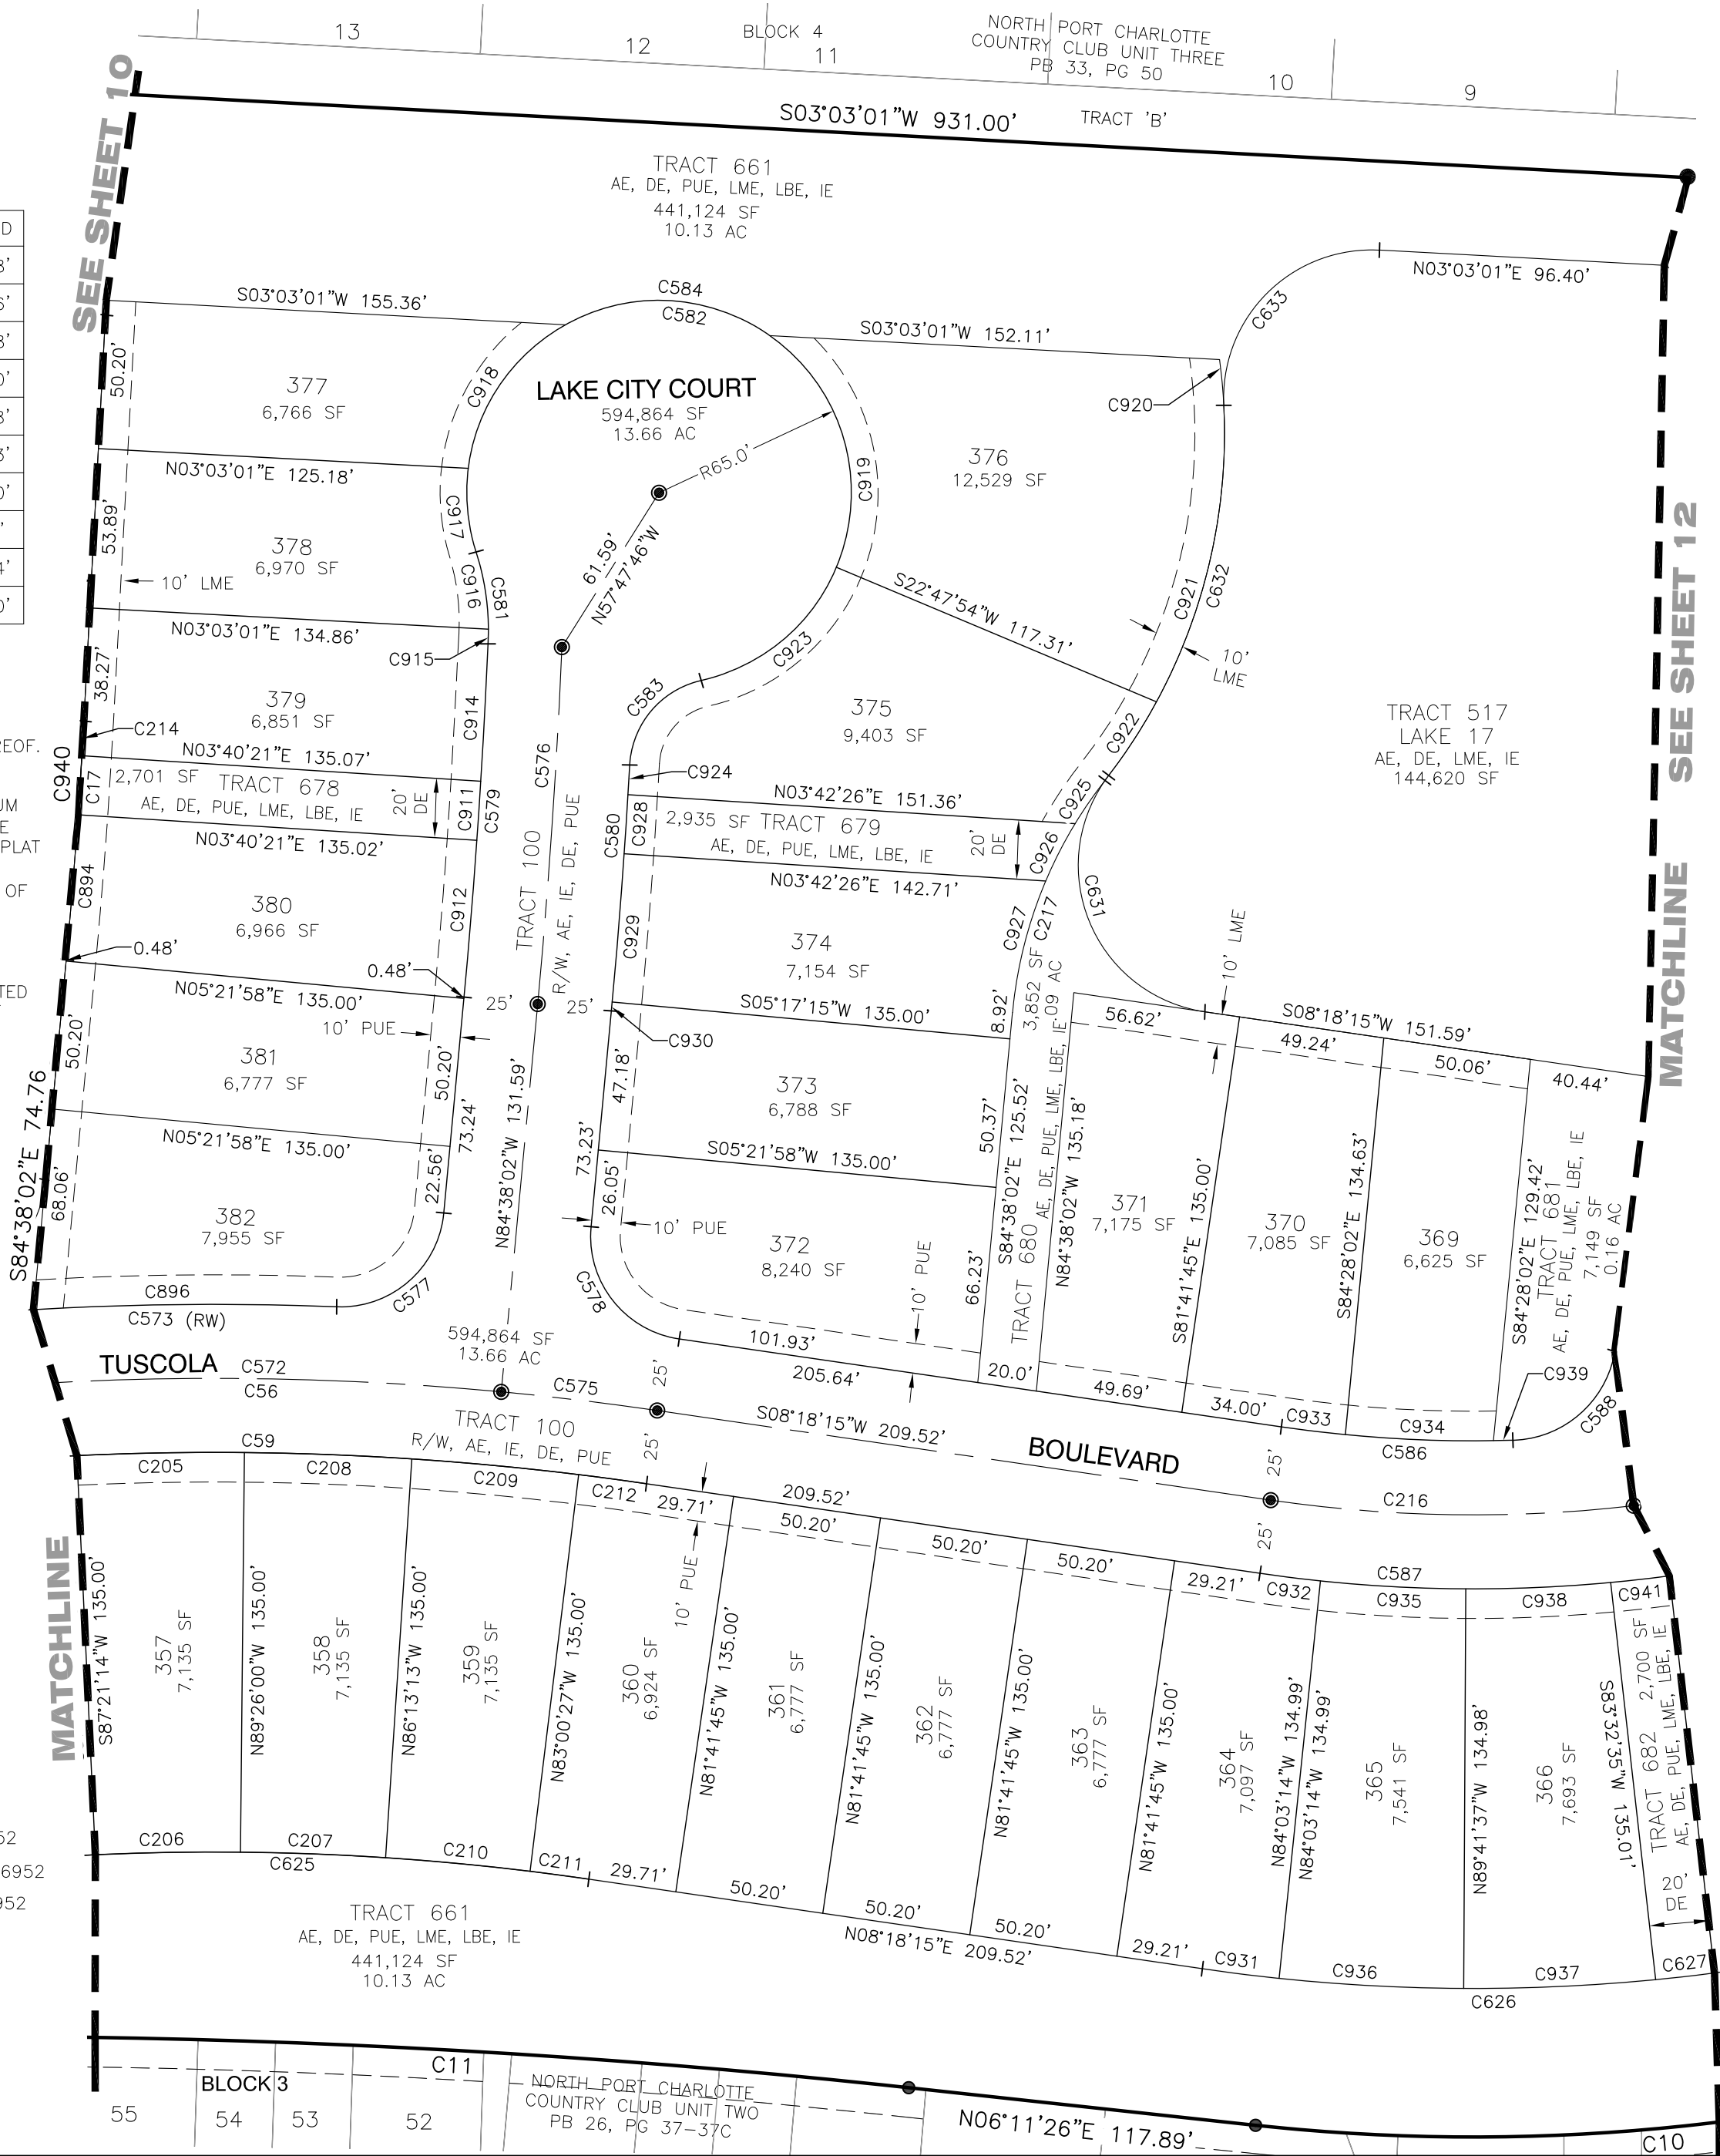 13
12
BLOCK 4
11
NORTH PORT CHARLOTTE
COUNTRY CLUB UNIT THREE
PB 33, PG 50
10
9
SEE SHEET 10
S03°03'01"W 931.00'
TRACT 'B'
TRACT 661
AE, DE, PUE, LME, LBE, IE
441,124 SF
10.13 AC
N03°03'01"E 96.40'
C633
S03°03'01"W 155.36'
C584
C582
S03°03'01"W 152.11'
50.20'
377
6,766 SF
C918
LAKE CITY COURT
594,864 SF
13.66 AC
R65.0'
C919
C920
376
12,529 SF
N03°03'01"E 125.18'
53.89'
378
6,970 SF
10' LME
C917
C916
C581
61.59'
N57°47'46"W
C921
C632
S22°47'54"W 117.31'
10'
LME
SEE SHEET 12
N03°03'01"E 134.86'
C915
38.27'
379
6,851 SF
C914
C583
C923
375
9,403 SF
C922
TRACT 517
LAKE 17
AE, DE, LME, IE
144,620 SF
C940
C214
N03°40'21"E 135.07'
C576
C924
C17
2,701 SF
TRACT 678
AE, DE, PUE, LME, LBE, IE
20'
DE
C911
C579
N03°42'26"E 151.36'
C925
C580
C928
2,935 SF
TRACT 679
AE, DE, PUE, LME, LBE, IE
20'
DE
C926
N03°40'21"E 135.02'
TRACT 100
R/W, AE, IE, DE, PUE
C894
380
6,966 SF
C912
C929
N03°42'26"E 142.71'
374
7,154 SF
C927
C217
C631
MATCHLINE
0.48'
0.48'
N05°21'58"E 135.00'
25'
25'
S05°17'15"W 135.00'
8.92'
3,852 SF
.09 AC
10' LME
S08°18'15"W 151.59'
56.62'
49.24'
50.06'
40.44'
10' PUE
50.20'
381
6,777 SF
50.20'
73.24'
N84°38'02"W 131.59'
C930
47.18'
73.23'
373
6,788 SF
50.37'
S84°38'02"E 125.52'
TRACT 680
AE, DE, PUE, LME, LBE, IE
N84°38'02"W 135.18'
371
7,175 SF
S81°41'45"E 135.00'
370
7,085 SF
S84°28'02"E 134.63'
369
6,625 SF
S84°28'02"E 129.42'
TRACT 681
AE, DE, PUE, LME, LBE, IE
7,149 SF
0.16 AC
S84°38'02"E 74.76
N05°21'58"E 135.00'
S05°21'58"W 135.00'
68.06'
382
7,955 SF
22.56'
26.05'
10' PUE
372
8,240 SF
66.23'
10' PUE
C896
C573 (RW)
C577
C578
101.93'
205.64'
20.0'
49.69'
34.00'
C933
C934
C586
C939
C588
594,864 SF
13.66 AC
TUSCOLA
C572
C56
C575
25'
25'
S08°18'15"W 209.52'
BOULEVARD
TRACT 100
R/W, AE, IE, DE, PUE
25'
25'
C216
C59
C205
C208
C209
C212
29.71'
209.52'
50.20'
50.20'
50.20'
29.21'
C932
C587
C935
C938
C941
MATCHLINE
S87°21'14"W 135.00'
357
7,135 SF
N89°26'00"W 135.00'
358
7,135 SF
N86°13'13"W 135.00'
359
7,135 SF
N83°00'27"W 135.00'
360
6,924 SF
10' PUE
N81°41'45"W 135.00'
361
6,777 SF
N81°41'45"W 135.00'
362
6,777 SF
N81°41'45"W 135.00'
363
6,777 SF
N81°41'45"W 135.00'
364
7,097 SF
N84°03'14"W 134.99'
N84°03'14"W 134.99'
365
7,541 SF
N89°41'37"W 134.98'
366
7,693 SF
S83°32'35"W 135.01'
TRACT 682
2,700 SF
AE, DE, PUE, LME, LBE, IE
20'
DE
C206
C207
C625
C210
C211
29.71'
50.20'
50.20'
50.20'
29.21'
N08°18'15"E 209.52'
C931
C936
C937
C627
C626
TRACT 661
AE, DE, PUE, LME, LBE, IE
441,124 SF
10.13 AC
C11
BLOCK 3
55
54
53
52
NORTH PORT CHARLOTTE
COUNTRY CLUB UNIT TWO
PB 26, PG 37-37C
N06°11'26"E 117.89'
C10
D
REOF.
UM
E
PLAT
OF
TED
52
6952
952